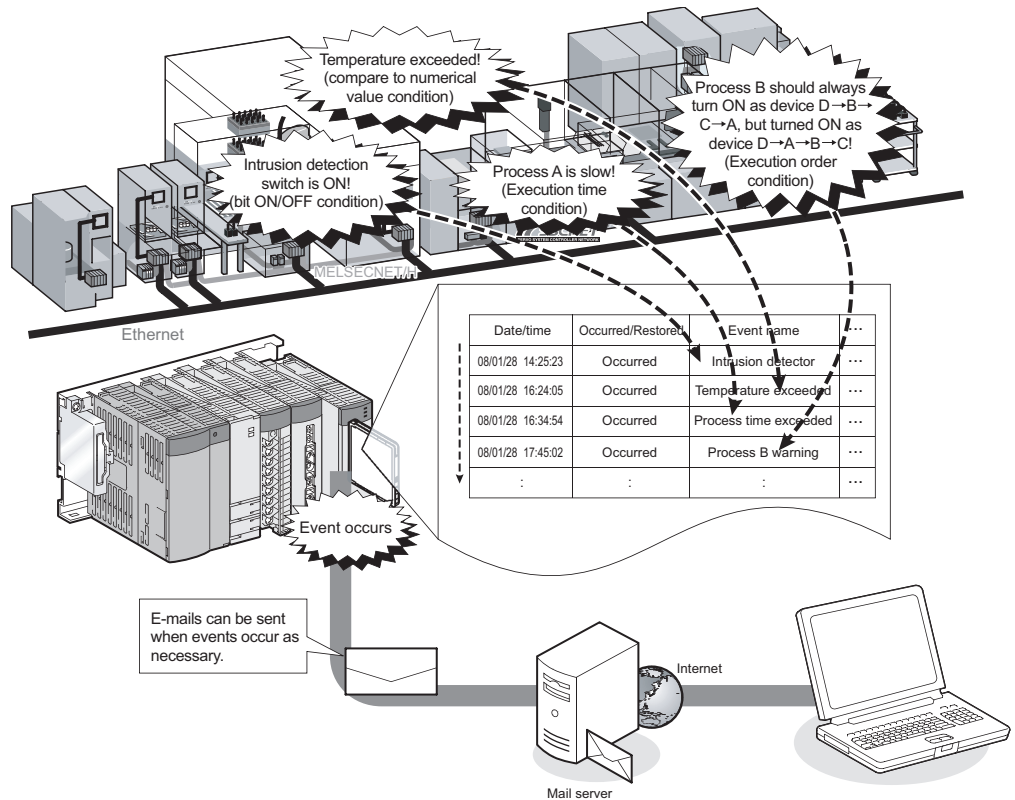 Temperature exceeded!
(compare to numerical
value condition)
Process B should always
turn ON as device D→B→
C→A, but turned ON as
device D→A→B→C!
(Execution order
condition)
Intrusion detection
switch is ON!
(bit ON/OFF condition)
Process A is slow!
(Execution time
condition)
SERVO SYSTEM CONTROLLER NETWORK
MELSECNET/H
Ethernet
Date/time Occurred/Restored Event name ...
08/01/28 14:25:23 Occurred Intrusion detector ...
08/01/28 16:24:05 Occurred Temperature exceeded ...
08/01/28 16:34:54 Occurred Process time exceeded ...
08/01/28 17:45:02 Occurred Process B warning ...
: : : ...
Event occurs
E-mails can be sent
when events occur as
necessary.
Internet
Mail server